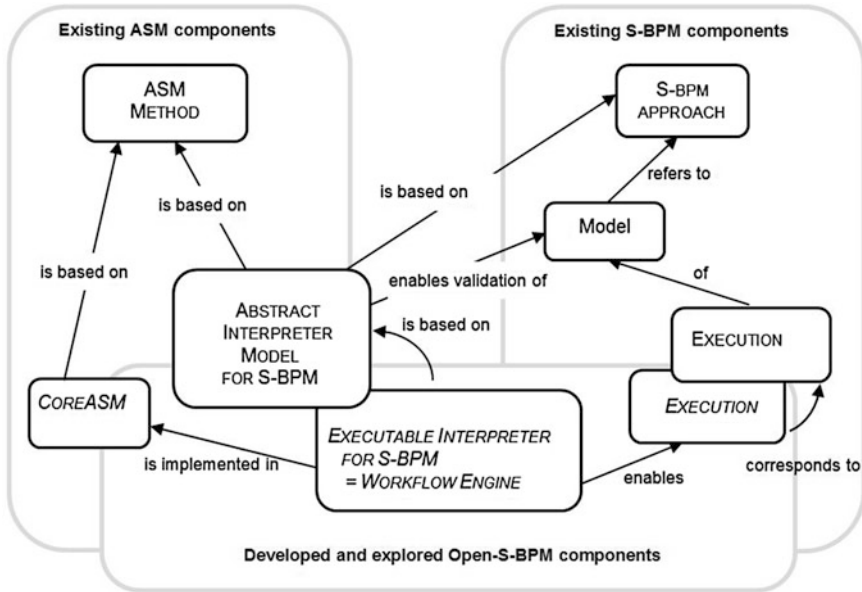 Existing ASM components
Existing S-BPM components
ASM
METHOD
S-BPM
APPROACH
is based on
is based on
refers to
Model
is based on
enables validation of
of
ABSTRACT
INTERPRETER
MODEL
FOR S-BPM
is based on
EXECUTION
COREASM
EXECUTION
EXECUTABLE INTERPRETER
FOR S-BPM
= WORKFLOW ENGINE
is implemented in
enables
corresponds to
Developed and explored Open-S-BPM components